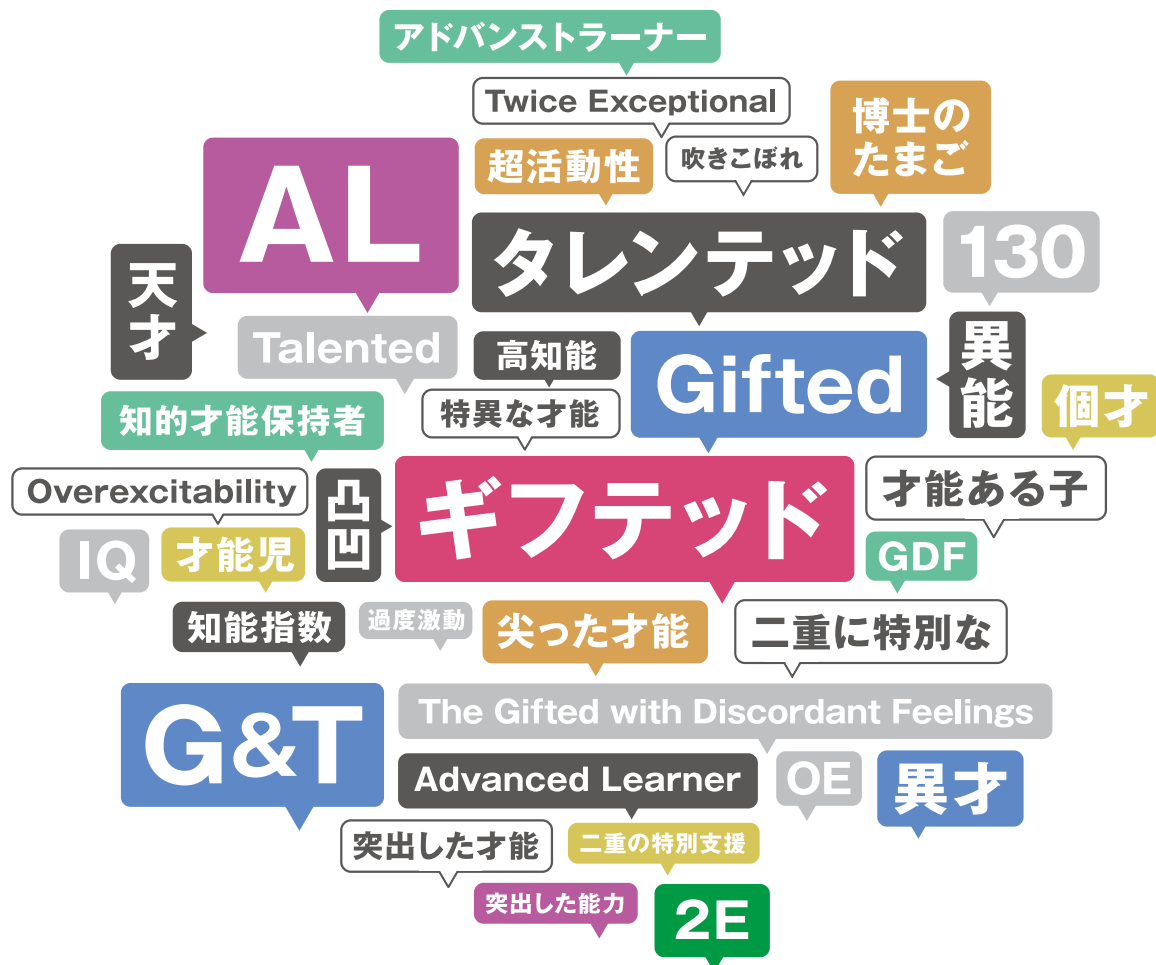 アドバンストラーナー
Twice Exceptional
博士の
たまご
超活動性
吹きこぼれ
AL
タレンテッド
130
天才
Talented
高知能
Gifted
異能
個才
知的才能保持者
特異な才能
Overexcitability
凸凹
ギフテッド
才能ある子
IQ
才能児
GDF
知能指数
過度激動
尖った才能
二重に特別な
G&T
The Gifted with Discordant Feelings
Advanced Learner
OE
異才
突出した才能
二重の特別支援
突出した能力
2E